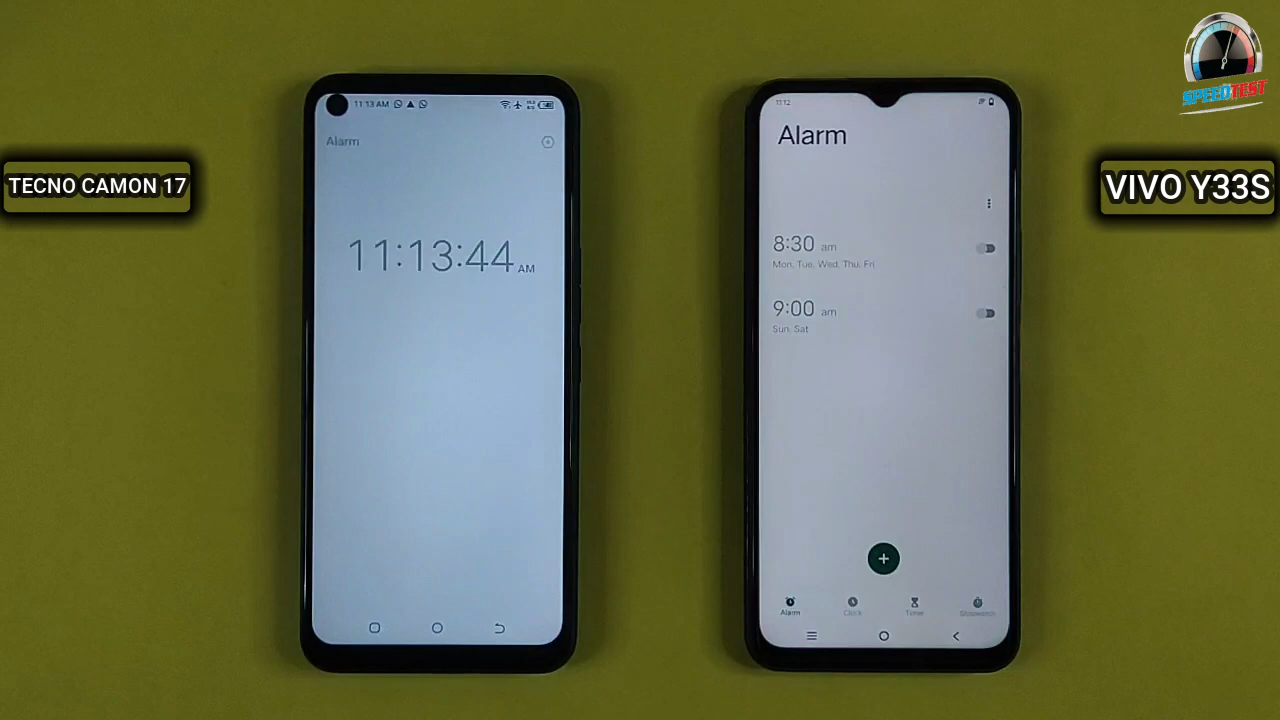 SPEEDTEST
TECNO CAMON 17
11:13 AM
Alarm
11:13:44 AM
VIVO Y33S
11:12
Alarm
8:30 am
Mon, Tue, Wed, Thu, Fri
9:00 am
Sun, Sat
Alarm
Clock
Timer
Stopwatch